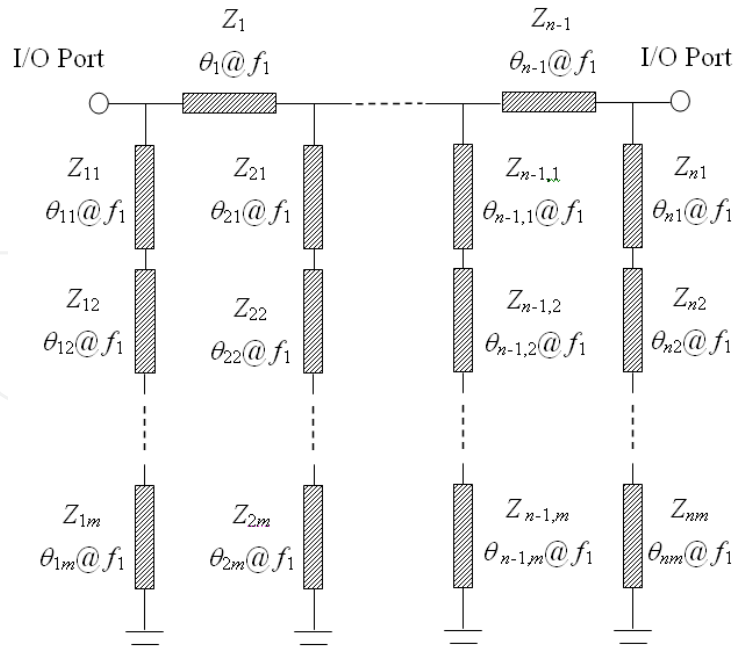 Z₁
Zₙ₋₁
I/O Port
θ₁@f₁
θₙ₋₁@f₁
I/O Port
Z₁₁
θ₁₁@f₁
Z₂₁
θ₂₁@f₁
Zₙ₋₁,₁
θₙ₋₁,₁@f₁
Zₙ₁
θₙ₁@f₁
Z₁₂
θ₁₂@f₁
Z₂₂
θ₂₂@f₁
Zₙ₋₁,₂
θₙ₋₁,₂@f₁
Zₙ₂
θₙ₂@f₁
Z₁ₘ
θ₁ₘ@f₁
Z₂ₘ
θ₂ₘ@f₁
Zₙ₋₁,ₘ
θₙ₋₁,ₘ@f₁
Zₙₘ
θₙₘ@f₁